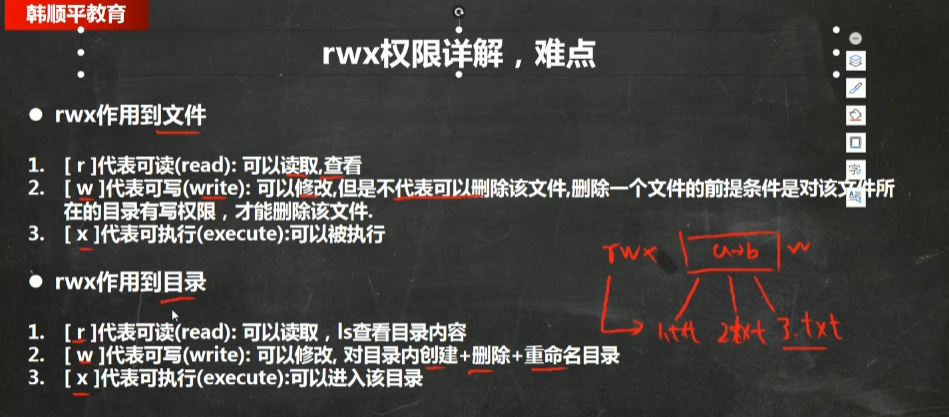 韩顺平教育
rwx权限详解，难点
● rwx作用到文件
1. [ r ]代表可读(read): 可以读取,查看
2. [ w ]代表可写(write): 可以修改,但是不代表可以删除该文件,删除一个文件的前提条件是对该文件所
在的目录有写权限，才能删除该文件.
3. [ x ]代表可执行(execute):可以被执行
rwx a→b w
1.txt 2.txt 3.txt
● rwx作用到目录
1. [ r ]代表可读(read): 可以读取，ls查看目录内容
2. [ w ]代表可写(write): 可以修改, 对目录内创建+删除+重命名目录
3. [ x ]代表可执行(execute):可以进入该目录
字